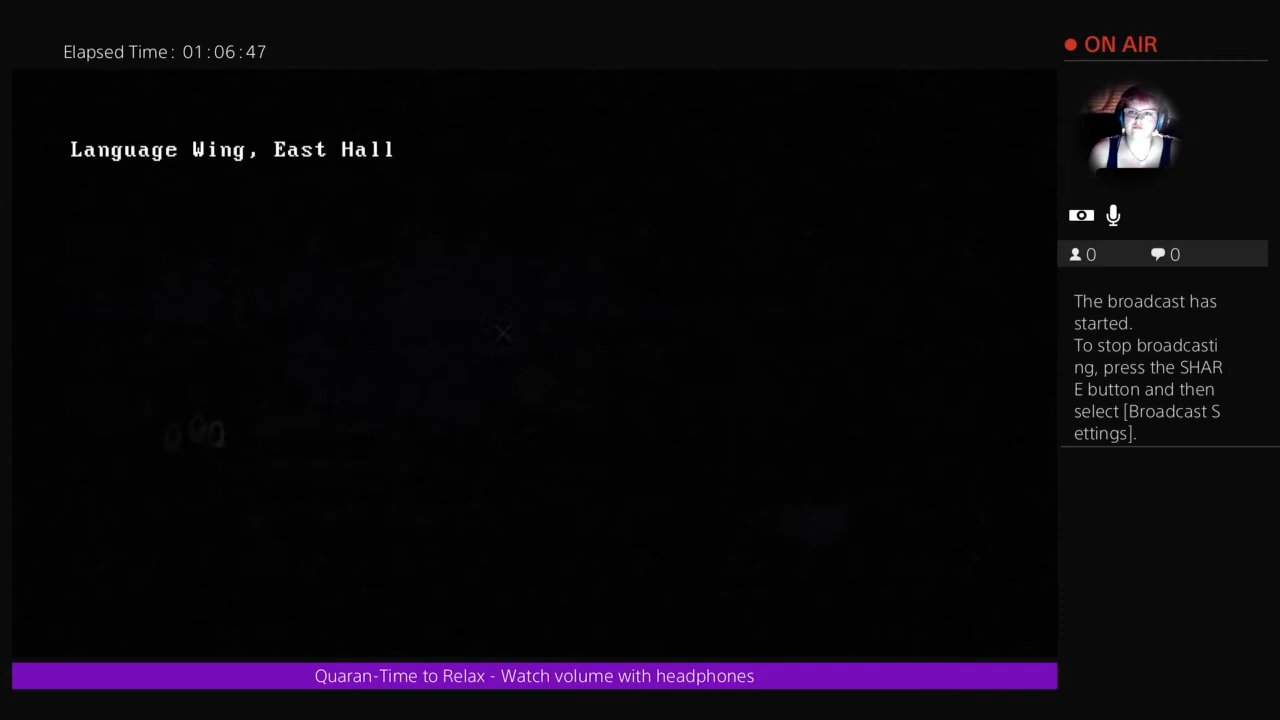 Elapsed Time: 01:06:47
ON AIR
Language Wing, East Hall
0 0
The broadcast has
started.
To stop broadcasti
ng, press the SHAR
E button and then
select [Broadcast S
ettings].
Quaran-Time to Relax - Watch volume with headphones